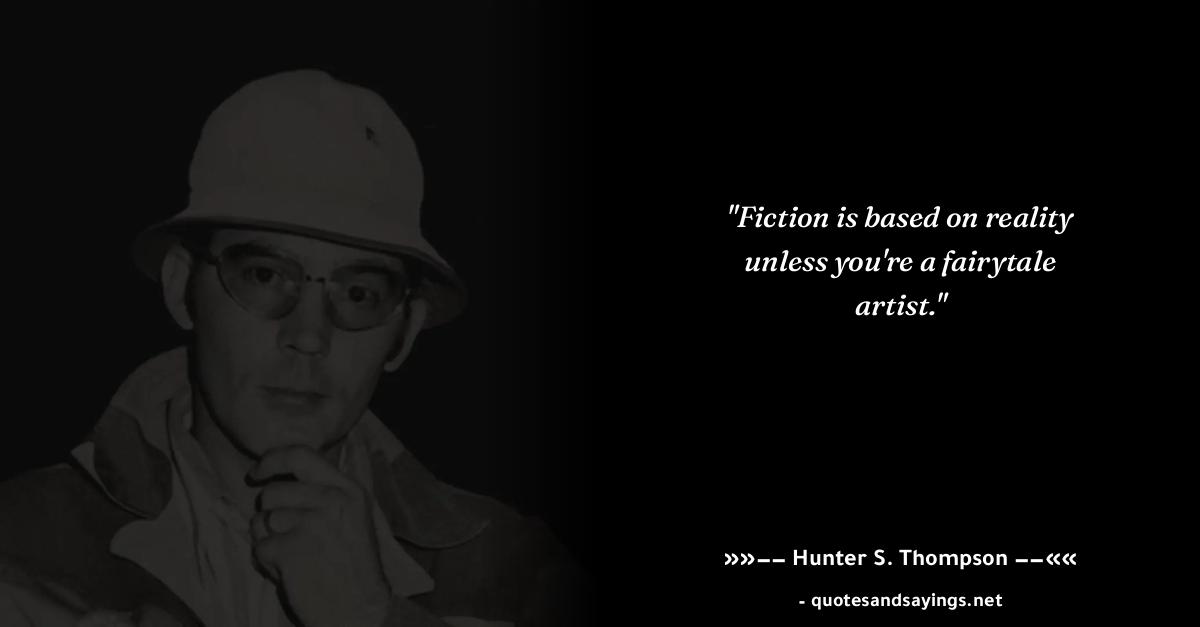 "Fiction is based on reality
unless you're a fairytale
artist."
»»−− Hunter S. Thompson −−««
- quotesandsayings.net